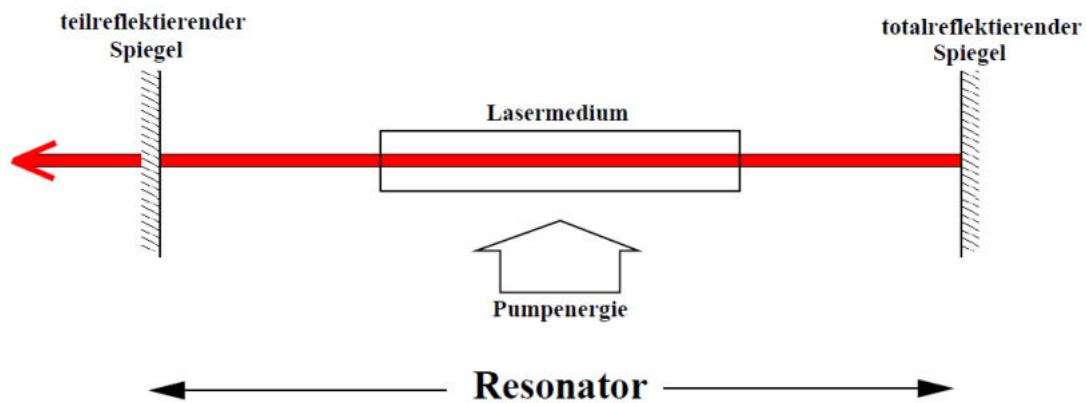 teilreflektierender
Spiegel
totalreflektierender
Spiegel
Lasermedium
Pumpenergie
Resonator